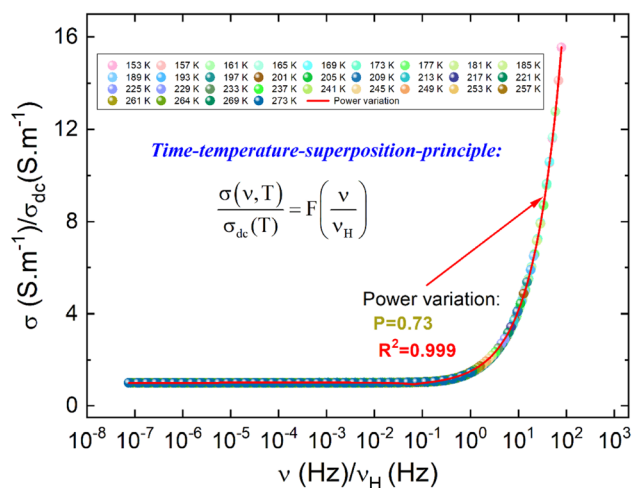 16
12
8
4
0
σ (S.m⁻¹)/σdc(S.m⁻¹)
153 K 157 K 161 K 165 K 169 K 173 K 177 K 181 K 185 K
189 K 193 K 197 K 201 K 205 K 209 K 213 K 217 K 221 K
225 K 229 K 233 K 237 K 241 K 245 K 249 K 253 K 257 K
261 K 264 K 269 K 273 K Power variation
Time-temperature-superposition-principle:
σ(ν,T)/σdc(T) = F(ν/νH)
Power variation:
P=0.73
R²=0.999
10⁻⁸ 10⁻⁷ 10⁻⁶ 10⁻⁵ 10⁻⁴ 10⁻³ 10⁻² 10⁻¹ 10⁰ 10¹ 10² 10³
ν (Hz)/νH (Hz)